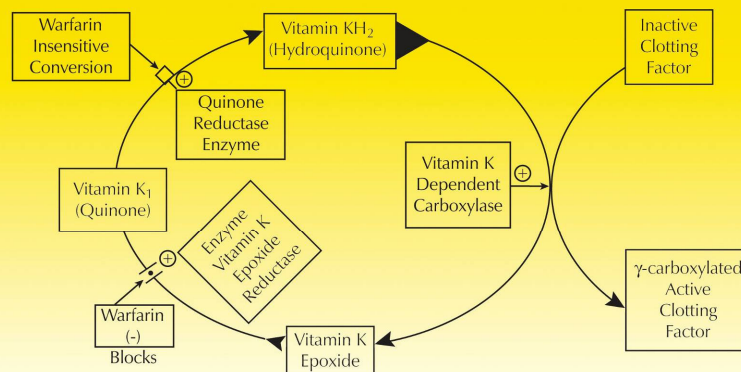 Warfarin
Insensitive
Conversion
Vitamin KH₂
(Hydroquinone)
Inactive
Clotting
Factor
+
Quinone
Reductase
Enzyme
Vitamin K₁
(Quinone)
Vitamin K
Dependent
Carboxylase
+
Enzyme
Vitamin K
Epoxide
Reductase
+
γ-carboxylated
Active
Clotting
Factor
Warfarin
(-)
Blocks
Vitamin K
Epoxide